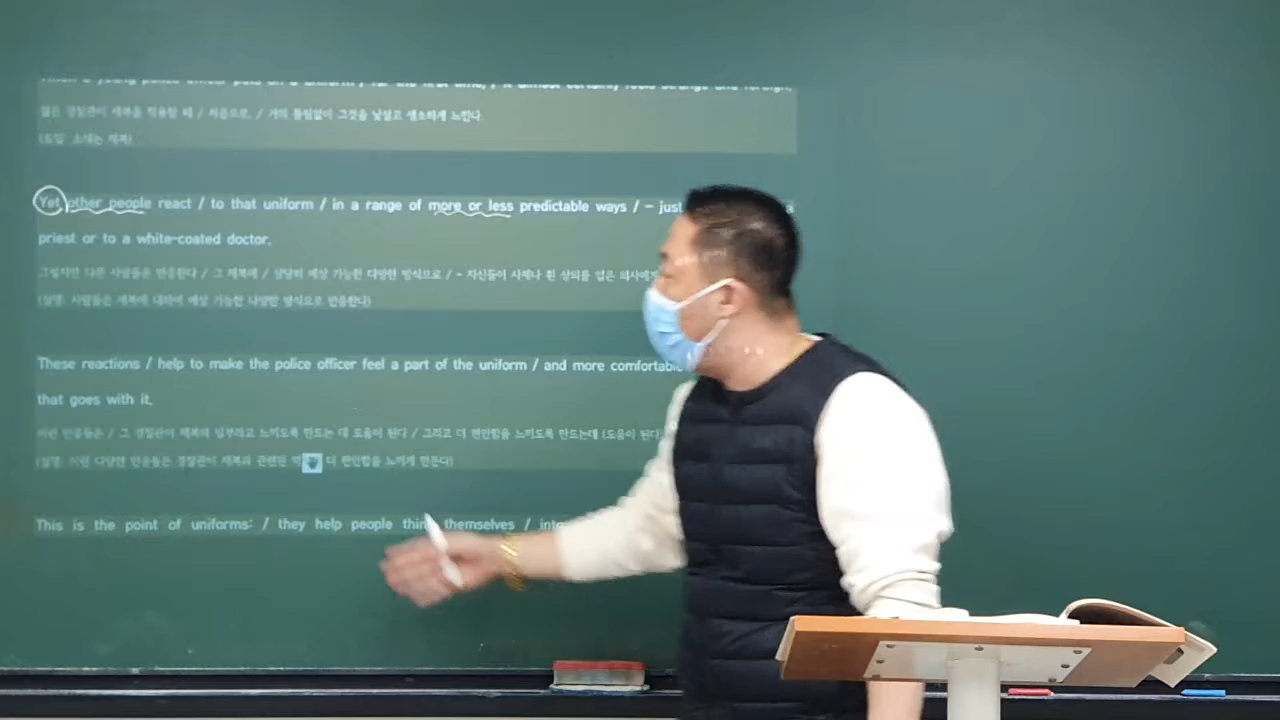 When a young police officer puts on a uniform / for the first time, / it almost certainly feels strange and foreign.
젊은 경찰관이 제복을 착용할 때 / 처음으로, / 거의 틀림없이 그것을 낯설고 생소하게 느낀다.
(도입: 소재는 제복)
Yet other people react / to that uniform / in a range of more or less predictable ways / - just
priest or to a white-coated doctor.
그렇지만 다른 사람들은 반응한다 / 그 제복에 / 상당히 예상 가능한 다양한 방식으로 / - 자신들이 사제나 흰 상의를 입은 의사에게
(설명: 사람들은 제복에 대하여 예상 가능한 다양한 방식으로 반응한다)
These reactions / help to make the police officer feel a part of the uniform / and more comfortable
that goes with it.
이런 반응들은 / 그 경찰관이 제복의 일부라고 느끼도록 만드는 데 도움이 된다 / 그리고 더 편안함을 느끼도록 만드는데 (도움이 된다
(설명: 이런 다양한 반응들은 경찰관이 제복과 관련된 더 편안함을 느끼게 만든다)
This is the point of uniforms: / they help people think themselves /